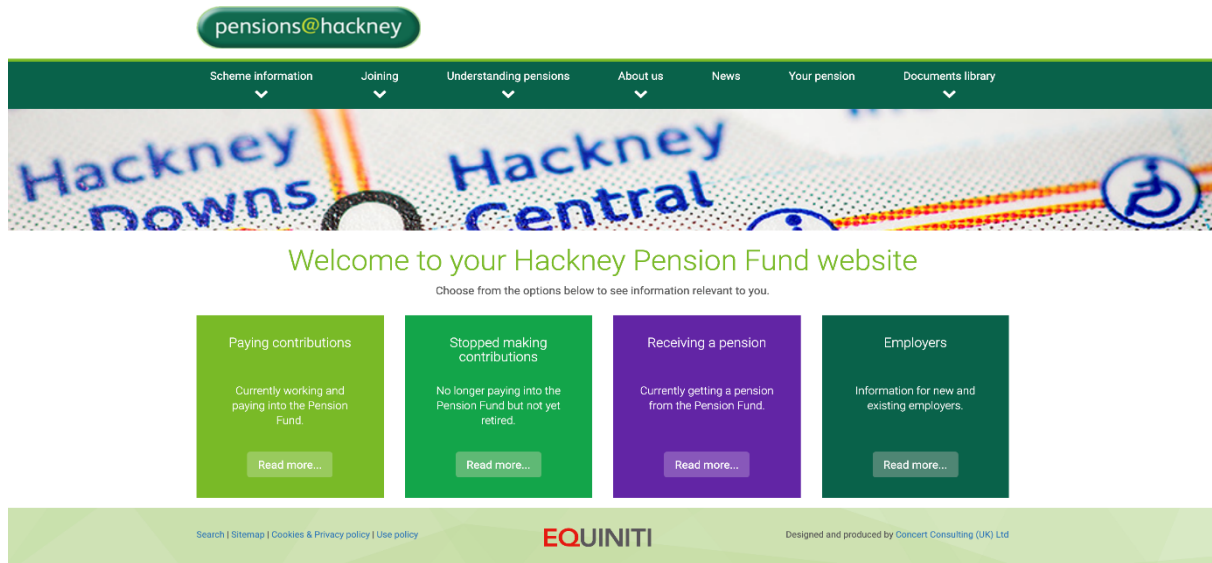 pensions@hackney
Scheme information
Joining
Understanding pensions
About us
News
Your pension
Documents library
Hackney
Downs
Hackney
Central
Welcome to your Hackney Pension Fund website
Choose from the options below to see information relevant to you.
Paying contributions
Currently working and
paying into the Pension
Fund.
Read more...
Stopped making
contributions
No longer paying into the
Pension Fund but not yet
retired.
Read more...
Receiving a pension
Currently getting a pension
from the Pension Fund.
Read more...
Employers
Information for new and
existing employers.
Read more...
Search | Sitemap | Cookies & Privacy policy | Use policy
EQUINITI
Designed and produced by Concert Consulting (UK) Ltd